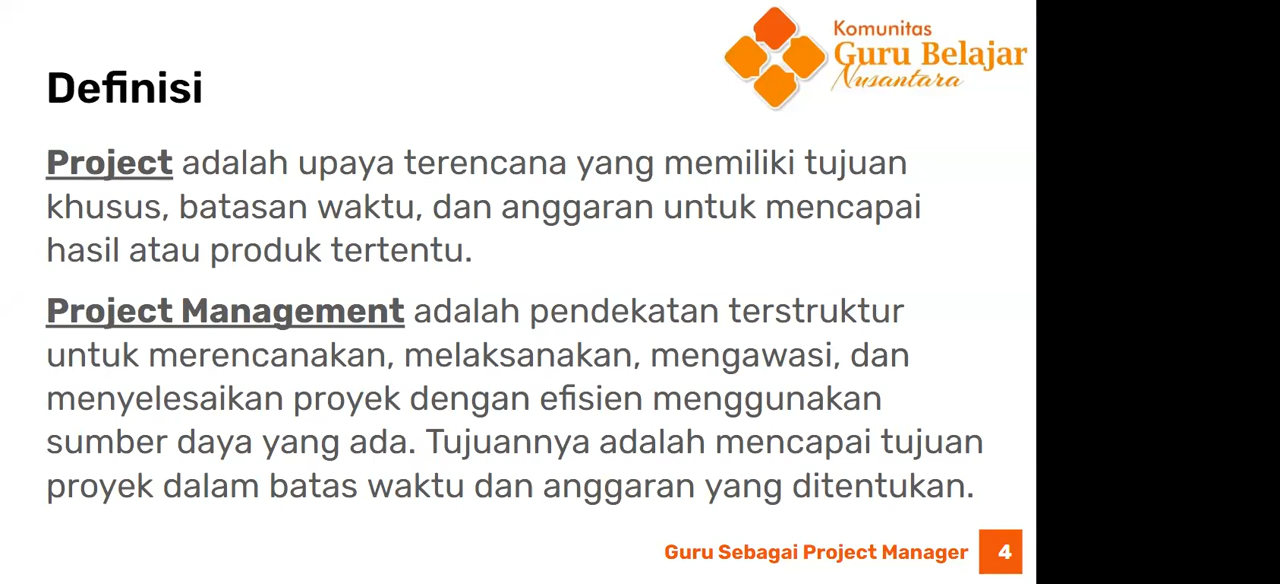 Komunitas
Guru Belajar
Nusantara
Definisi
Project adalah upaya terencana yang memiliki tujuan
khusus, batasan waktu, dan anggaran untuk mencapai
hasil atau produk tertentu.
Project Management adalah pendekatan terstruktur
untuk merencanakan, melaksanakan, mengawasi, dan
menyelesaikan proyek dengan efisien menggunakan
sumber daya yang ada. Tujuannya adalah mencapai tujuan
proyek dalam batas waktu dan anggaran yang ditentukan.
Guru Sebagai Project Manager 4